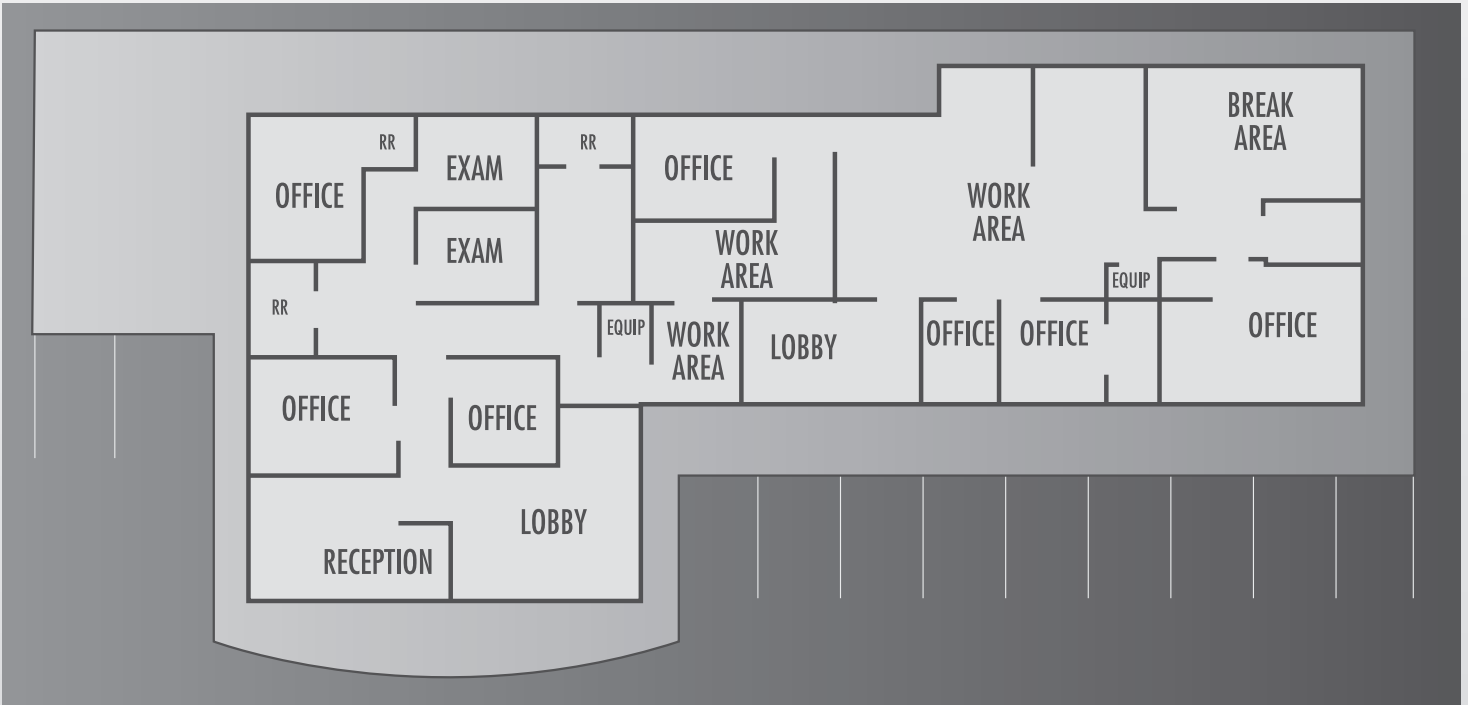 RR
EXAM
OFFICE
RR
OFFICE
BREAK
AREA
WORK
AREA
EXAM
WORK
AREA
RR
EQUIP
EQUIP
WORK
AREA
LOBBY
OFFICE
OFFICE
OFFICE
OFFICE
OFFICE
LOBBY
RECEPTION